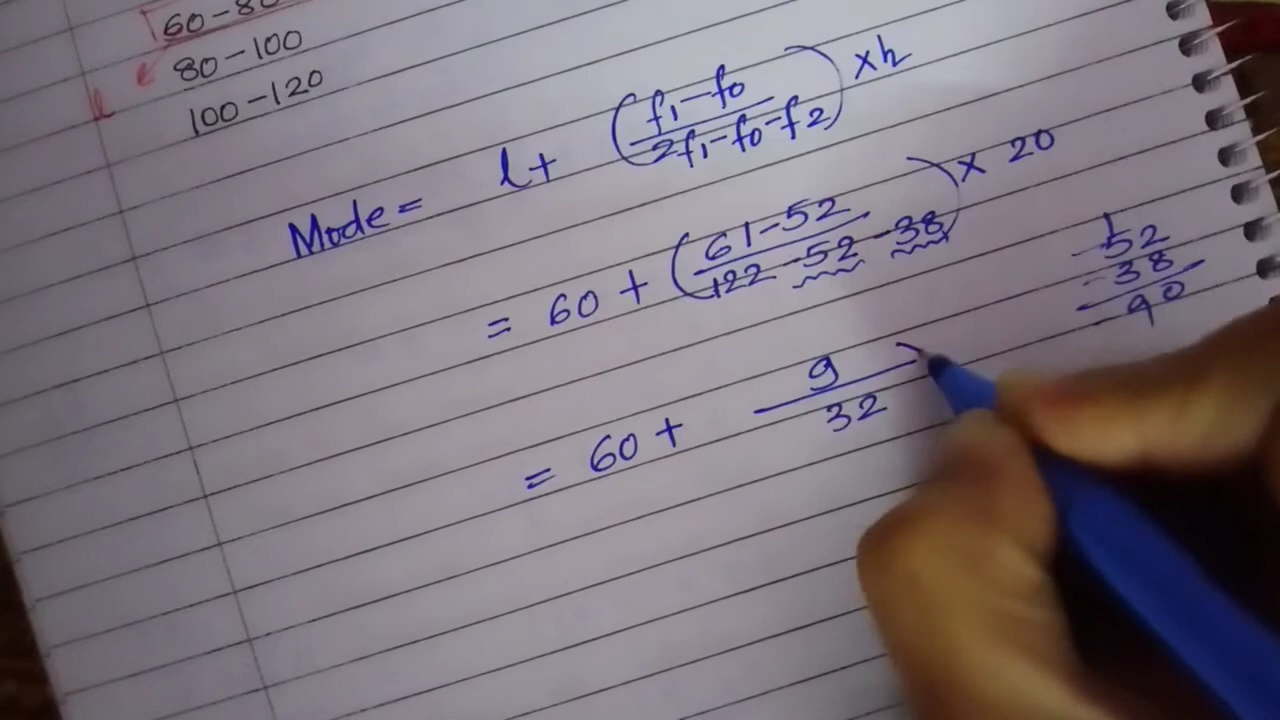 60-80
80-100
l
100-120
Mode = l + (f1-f0 / 2f1-f0-f2) × h
= 60 + (61-52 / 122-52-38) × 20
52
38
90
= 60 + 9 / 32